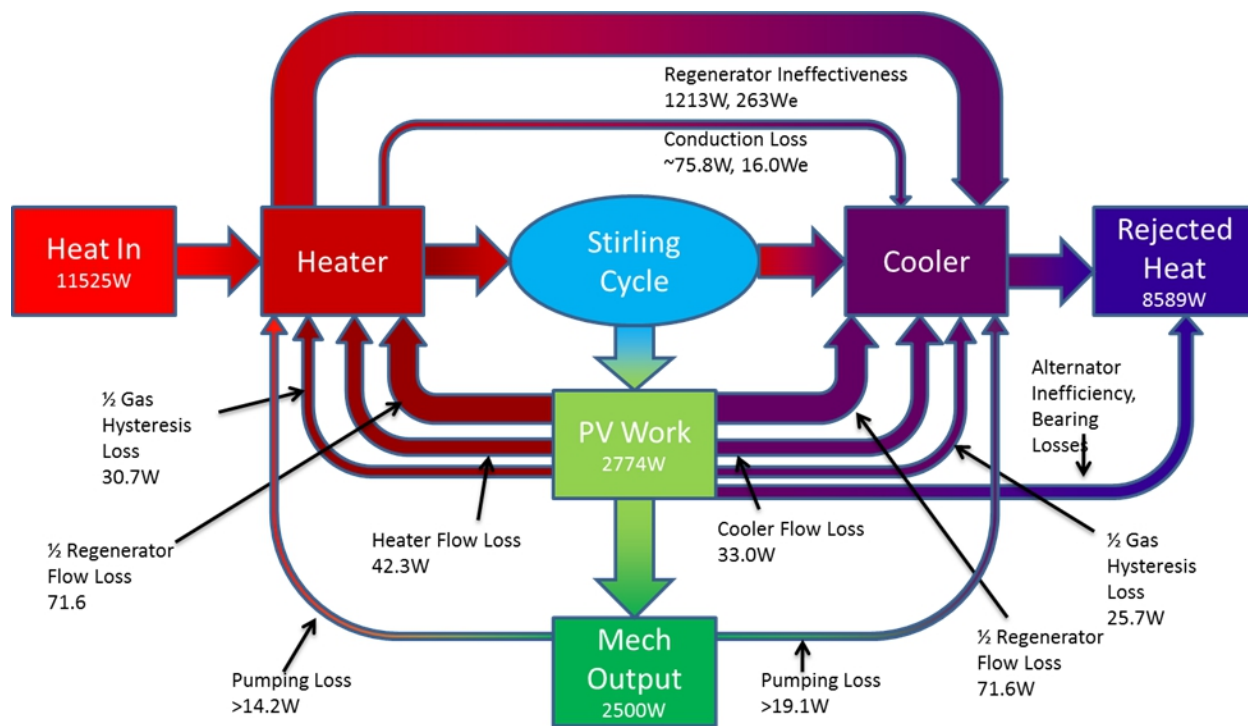 Regenerator Ineffectiveness
1213W, 263We
Conduction Loss
~75.8W, 16.0We
Heat In
11525W
Heater
Stirling
Cycle
Cooler
Rejected
Heat
8589W
½ Gas
Hysteresis
Loss
30.7W
PV Work
2774W
Alternator
Inefficiency,
Bearing
Losses
½ Regenerator
Flow Loss
71.6
Heater Flow Loss
42.3W
Cooler Flow Loss
33.0W
½ Gas
Hysteresis
Loss
25.7W
½ Regenerator
Flow Loss
71.6W
Pumping Loss
>14.2W
Mech
Output
2500W
Pumping Loss
>19.1W